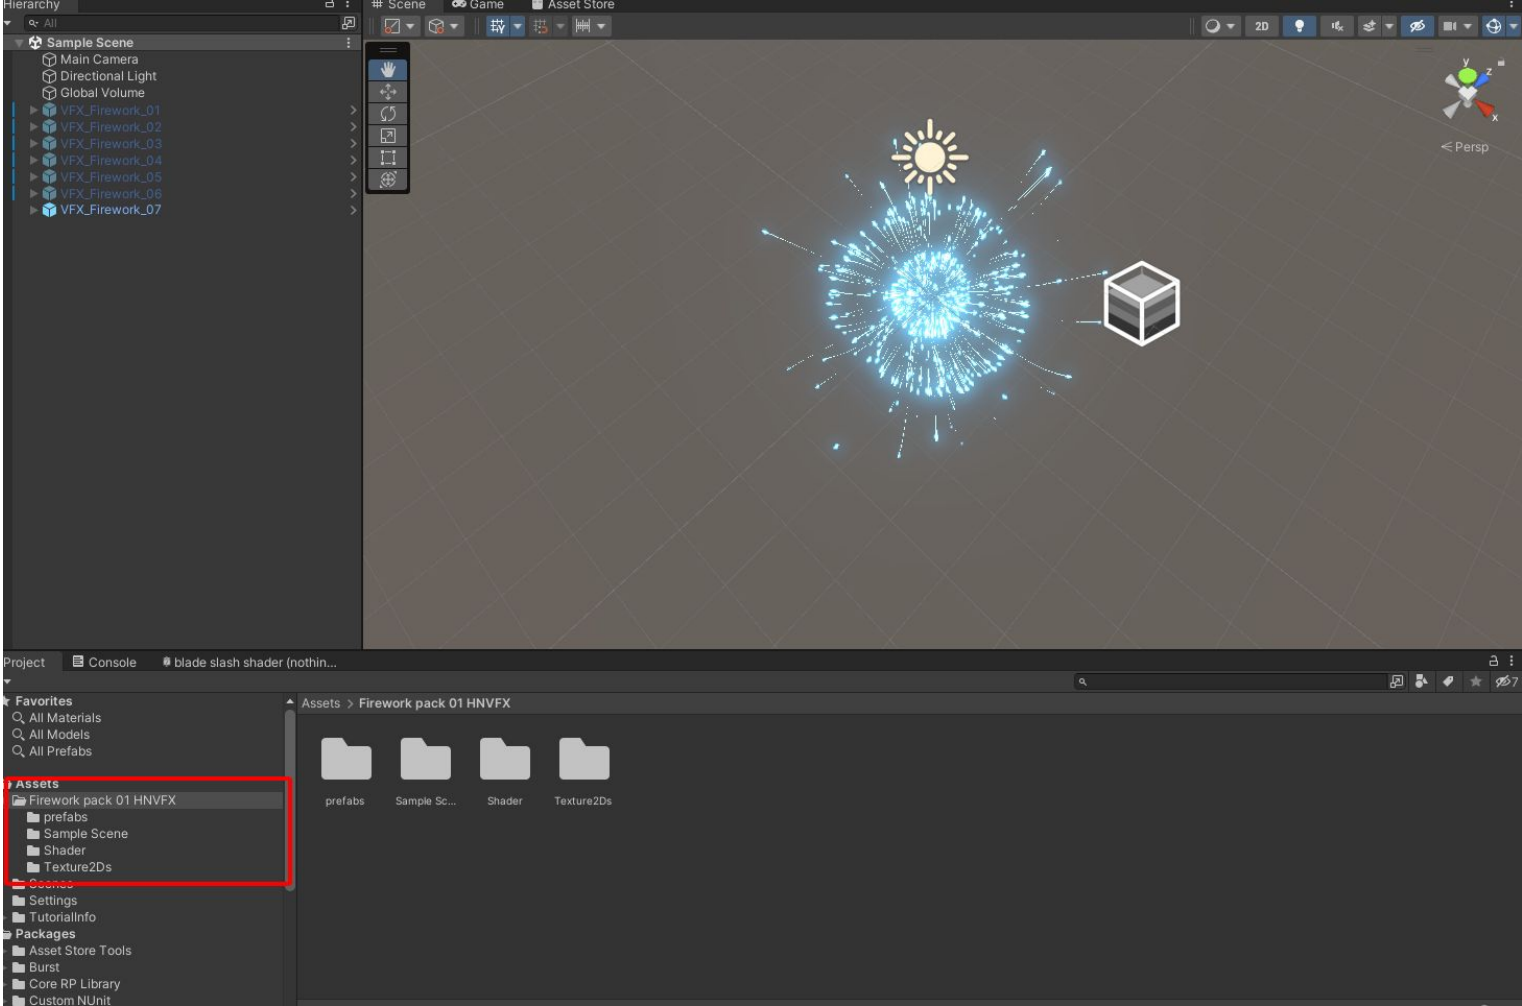 Hierarchy
# Scene
Game
Asset Store
All
2D
Sample Scene
Main Camera
Directional Light
Global Volume
VFX_Firework_01
VFX_Firework_02
VFX_Firework_03
VFX_Firework_04
VFX_Firework_05
VFX_Firework_06
VFX_Firework_07
y
z
x
Persp
Project
Console
blade slash shader (nothin...
7
Favorites
All Materials
All Models
All Prefabs
Assets > Firework pack 01 HNVFX
Assets
Firework pack 01 HNVFX
prefabs
Sample Scene
Shader
Texture2Ds
Scenes
Settings
TutorialInfo
Packages
Asset Store Tools
Burst
Core RP Library
Custom NUnit
prefabs
Sample Sc...
Shader
Texture2Ds